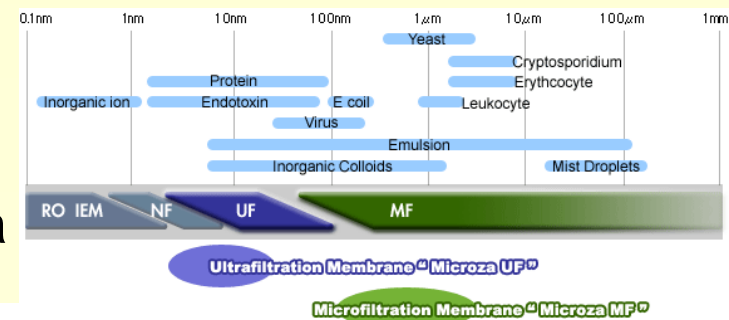 0.1nm 1nm 10nm 100nm 1μm 10μm 100μm 1mm
Yeast
Cryptosporidium
Protein Erythcocyte
Inorganic ion Endotoxin E coli Leukocyte
Virus
Emulsion
Inorganic Colloids Mist Droplets
RO IEM NF UF MF
a
Ultrafiltration Membrane “ Microza UF ”
Microfiltration Membrane “ Microza MF ”